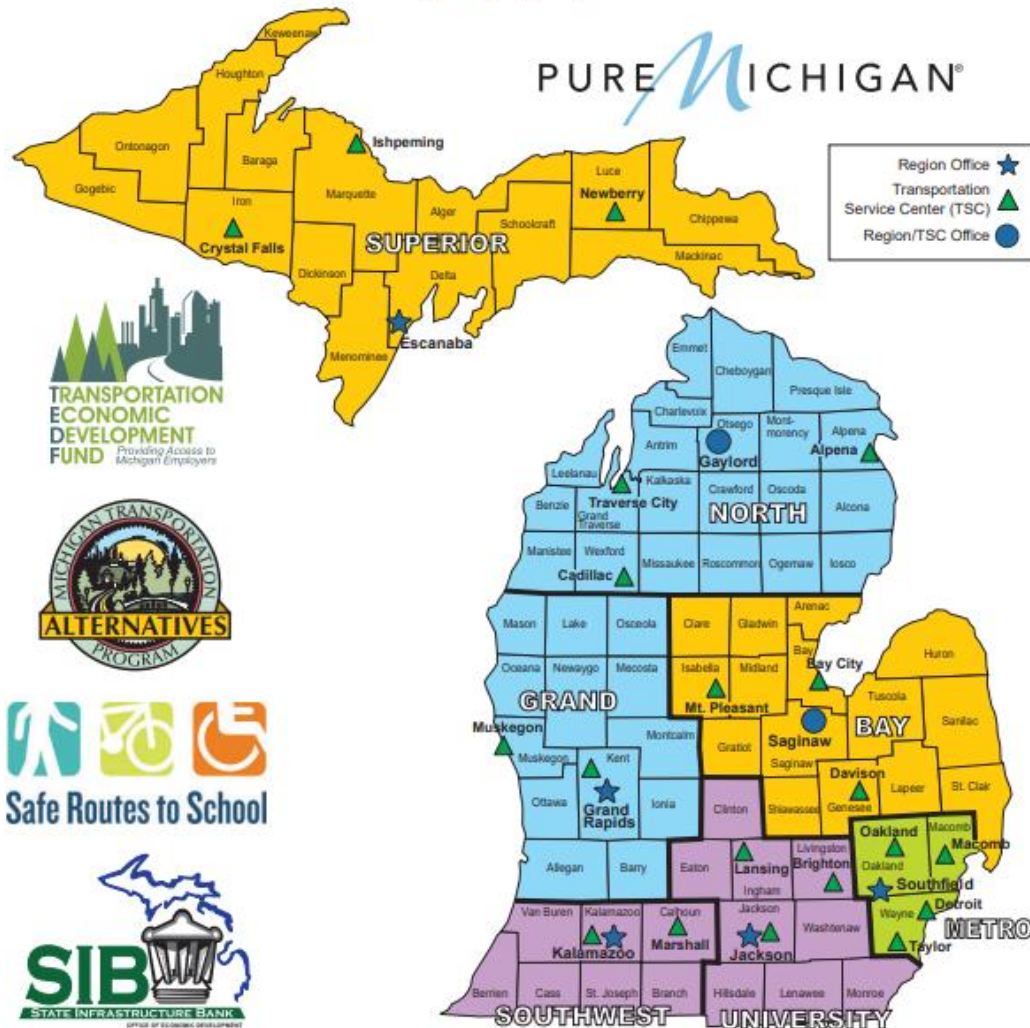 PURE MICHIGAN®
Region Office
Transportation
Service Center (TSC)
Region/TSC Office
Keweenaw
Houghton
Ontonagon
Baraga
Gogebic
Iron
Crystal Falls
Ishpeming
Marquette
Alger
SUPERIOR
Dickinson
Delta
Escanaba
Menominee
Schoolcraft
Luce
Newberry
Chippewa
Mackinac
TRANSPORTATION
ECONOMIC
DEVELOPMENT
FUND
Providing Access to
Michigan Employers
MICHIGAN TRANSPORTATION
ALTERNATIVES
PROGRAM
Safe Routes to School
SIB
STATE INFRASTRUCTURE BANK
OFFICE OF ECONOMIC DEVELOPMENT
Emmet
Cheboygan
Presque Isle
Charlevoix
Otsego
Mont-
morency
Alpena
Alpena
Antrim
Gaylord
Leelanau
Kalkaska
Traverse City
Crawford
Oscoda
Alcona
Benzie
Grand
Traverse
NORTH
Manistee
Wexford
Cadillac
Missaukee
Roscommon
Ogemaw
Iosco
Mason
Lake
Osceola
Clare
Gladwin
Arenac
Oceana
Newaygo
Mecosta
Isabella
Midland
Bay
Bay City
Huron
GRAND
Mt. Pleasant
Tuscola
Sanilac
BAY
Muskegon
Muskegon
Montcalm
Gratiot
Saginaw
Saginaw
Kent
Grand
Rapids
Ottawa
Ionia
Clinton
Shiawassee
Davison
Genesee
Lapeer
St. Clair
Allegan
Barry
Eaton
Lansing
Ingham
Livingston
Brighton
Oakland
Oakland
Macomb
Macomb
Southfield
Detroit
Wayne
METRO
Taylor
Van Buren
Kalamazoo
Kalamazoo
Calhoun
Marshall
Jackson
Jackson
Washtenaw
Berrien
Cass
St. Joseph
Branch
Hillsdale
Lenawee
Monroe
SOUTHWEST
UNIVERSITY